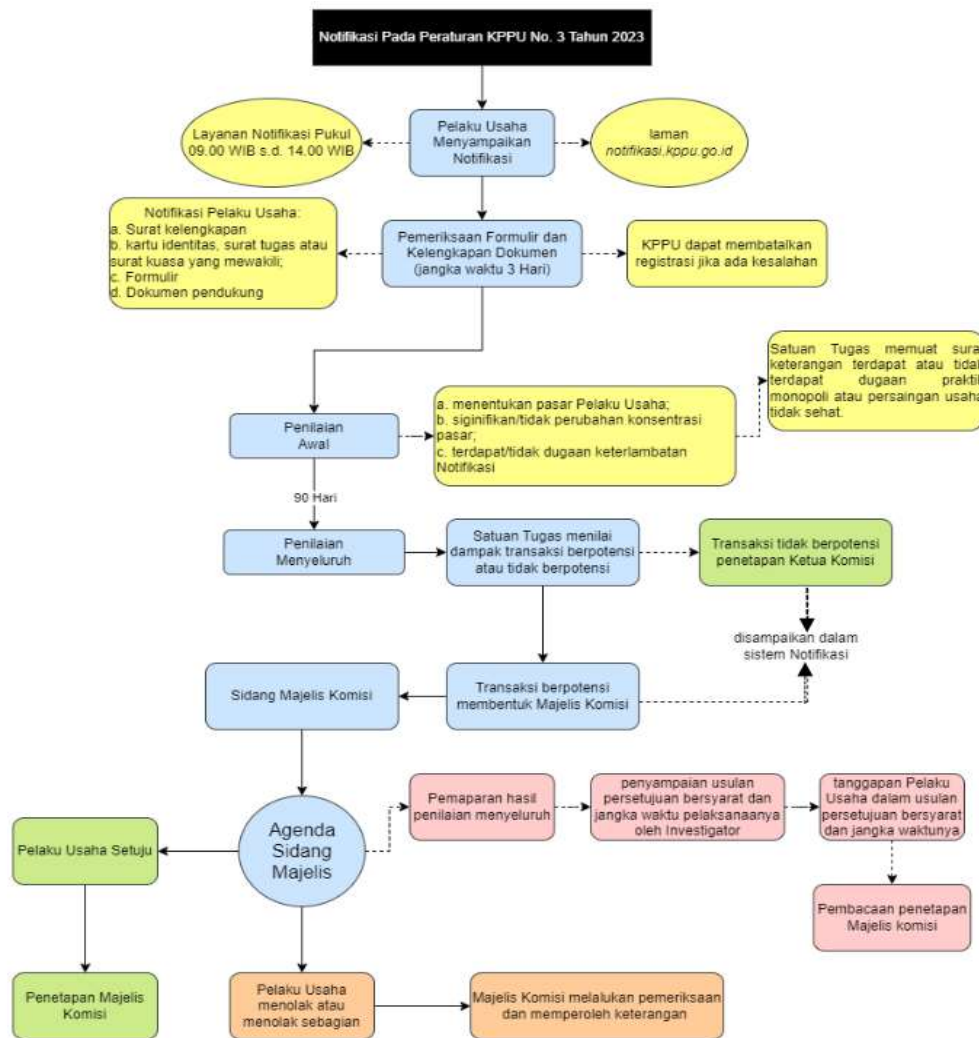 Notifikasi Pada Peraturan KPPU No. 3 Tahun 2023
Layanan Notifikasi Pukul
09.00 WIB s.d. 14.00 WIB
Pelaku Usaha
Menyampaikan
Notifikasi
laman
notifikasi.kppu.go.id
Notifikasi Pelaku Usaha:
a. Surat kelengkapan
b. kartu identitas, surat tugas atau
surat kuasa yang mewakili;
c. Formulir
d. Dokumen pendukung
Pemeriksaan Formulir dan
Kelengkapan Dokumen
(jangka waktu 3 Hari)
KPPU dapat membatalkan
registrasi jika ada kesalahan
Satuan Tugas memuat sura
keterangan terdapat atau tidak
terdapat dugaan prakti
monopoli atau persaingan usaha
tidak sehat.
Penilaian
Awal
a. menentukan pasar Pelaku Usaha;
b. siginifikan/tidak perubahan konsentrasi
pasar;
c. terdapat/tidak dugaan keterlambatan
Notifikasi
90 Hari
Penilaian
Menyeluruh
Satuan Tugas menilai
dampak transaksi berpotensi
atau tidak berpotensi
Transaksi tidak berpotensi
penetapan Ketua Komisi
disampaikan dalam
sistem Notifikasi
Sidang Majelis Komisi
Transaksi berpotensi
membentuk Majelis Komisi
Agenda
Sidang
Majelis
Pemaparan hasil
penilaian menyeluruh
penyampaian usulan
persetujuan bersyarat dan
jangka waktu pelaksanaanya
oleh Investigator
tanggapan Pelaku
Usaha dalam usulan
persetujuan bersyarat
dan jangka waktunya
Pelaku Usaha Setuju
Pembacaan penetapan
Majelis komisi
Penetapan Majelis
Komisi
Pelaku Usaha
menolak atau
menolak sebagian
Majelis Komisi melalukan pemeriksaan
dan memperoleh keterangan